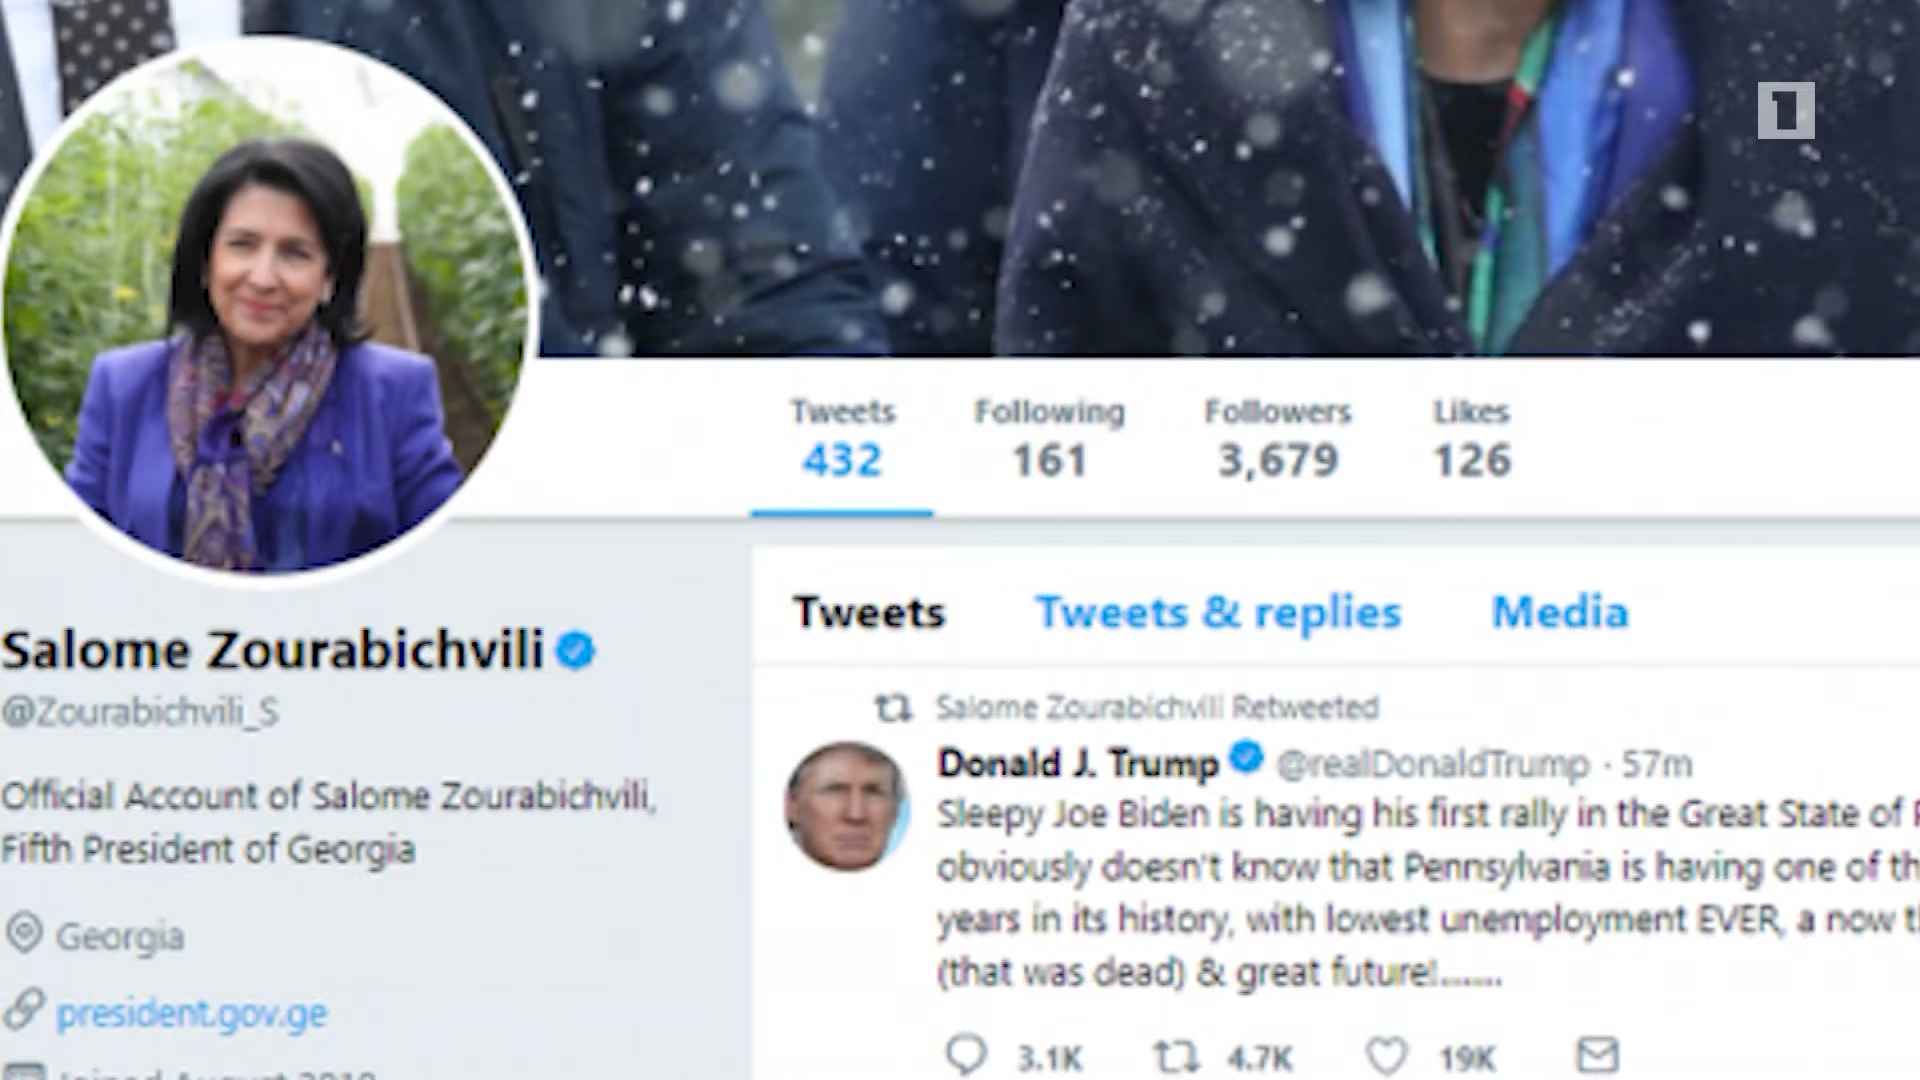 1
Tweets Following Followers Likes
432 161 3,679 126
Tweets Tweets & replies Media
Salome Zourabichvili
@Zourabichvili_S
Official Account of Salome Zourabichvili,
Fifth President of Georgia
Georgia
president.gov.ge
Salome Zourabichvili Retweeted
Donald J. Trump @realDonaldTrump · 57m
Sleepy Joe Biden is having his first rally in the Great State of
obviously doesn't know that Pennsylvania is having one of
years in its history, with lowest unemployment EVER, a now
(that was dead) & great future!.......
3.1K 4.7K 19K